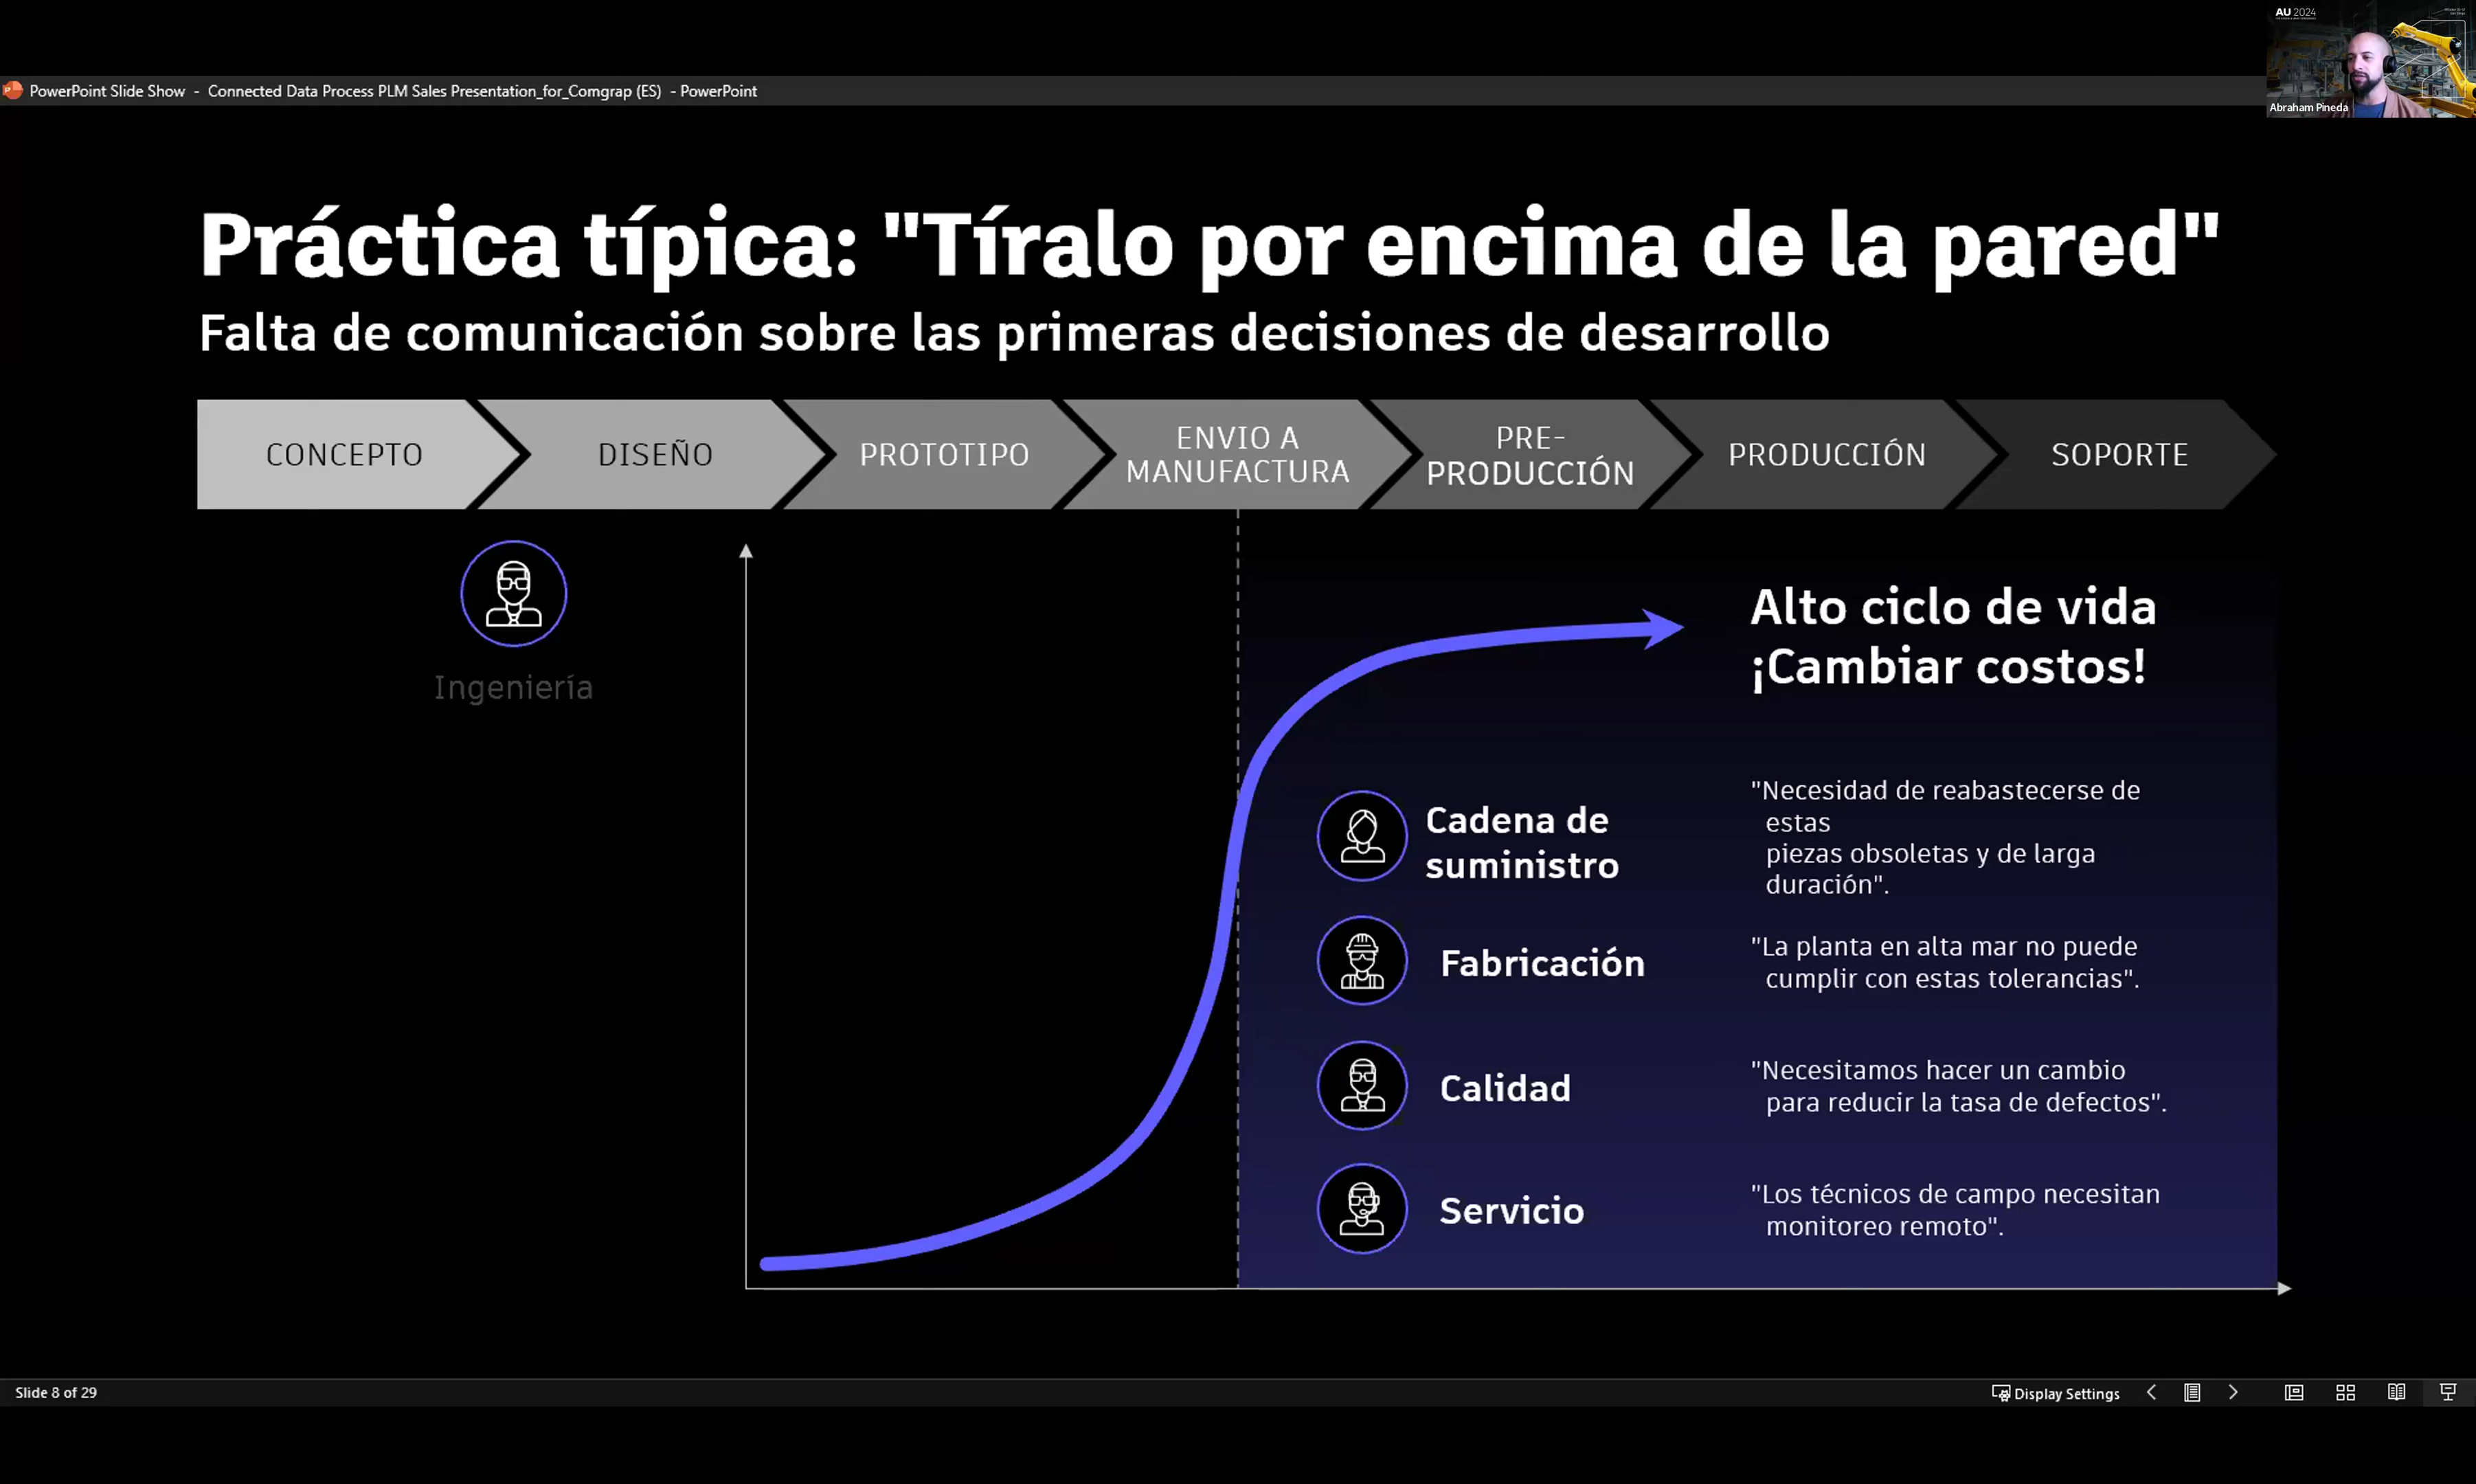 AU 2024
Abraham Pineda
PowerPoint Slide Show - Connected Data Process PLM Sales Presentation_for_Comgrap (ES) - PowerPoint
Práctica típica: "Tíralo por encima de la pared"
Falta de comunicación sobre las primeras decisiones de desarrollo
CONCEPTO
DISEÑO
PROTOTIPO
ENVIO A
MANUFACTURA
PRE-
PRODUCCIÓN
PRODUCCIÓN
SOPORTE
Ingeniería
Alto ciclo de vida
¡Cambiar costos!
Cadena de
suministro
"Necesidad de reabastecerse de
estas
piezas obsoletas y de larga
duración".
Fabricación
"La planta en alta mar no puede
cumplir con estas tolerancias".
Calidad
"Necesitamos hacer un cambio
para reducir la tasa de defectos".
Servicio
"Los técnicos de campo necesitan
monitoreo remoto".
Slide 8 of 29
Display Settings